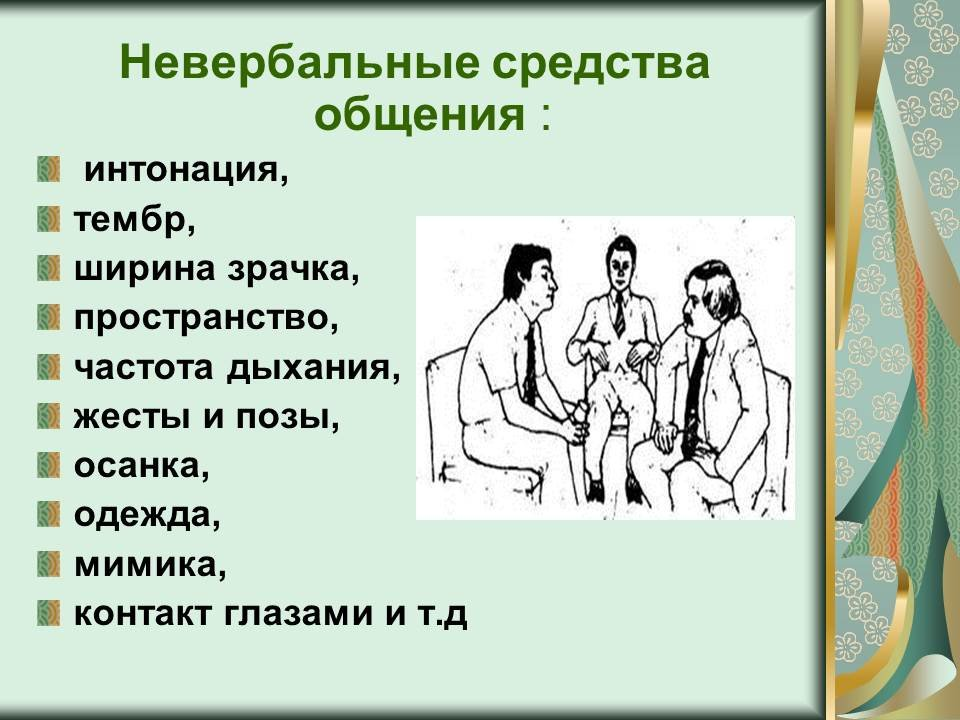 Невербальные средства
общения :
интонация,
тембр,
ширина зрачка,
пространство,
частота дыхания,
жесты и позы,
осанка,
одежда,
мимика,
контакт глазами и т.д